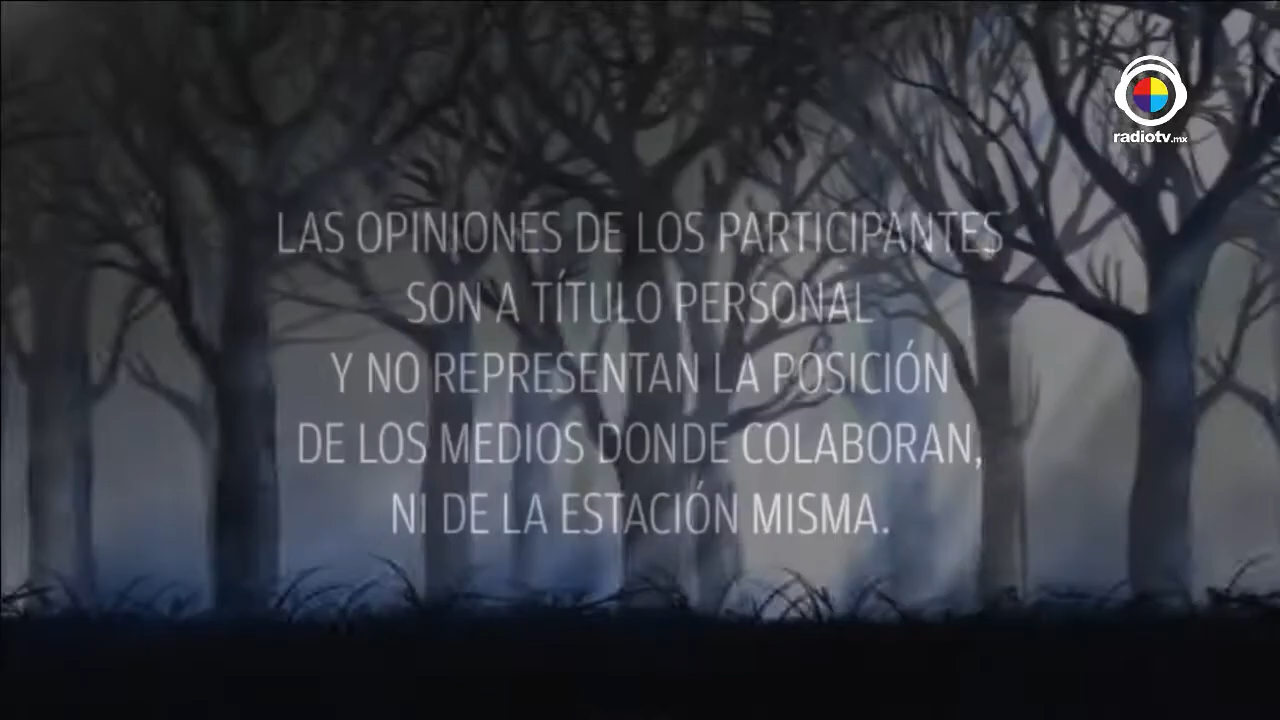 radiotv.mx
LAS OPINIONES DE LOS PARTICIPANTES
SON A TÍTULO PERSONAL
Y NO REPRESENTAN LA POSICIÓN
DE LOS MEDIOS DONDE COLABORAN,
NI DE LA ESTACIÓN MISMA.